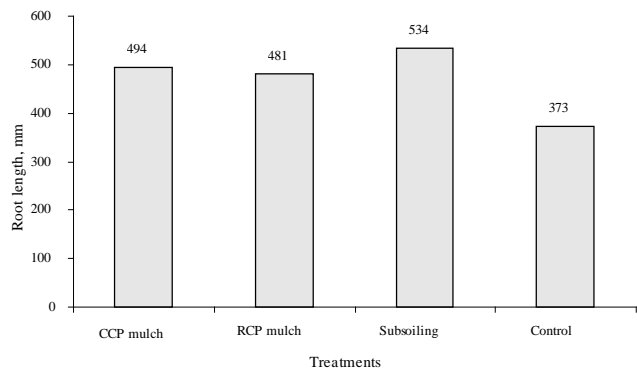 600
500
400
300
200
100
0
Root length, mm
494
481
534
373
CCP mulch
RCP mulch
Subsoiling
Control
Treatments